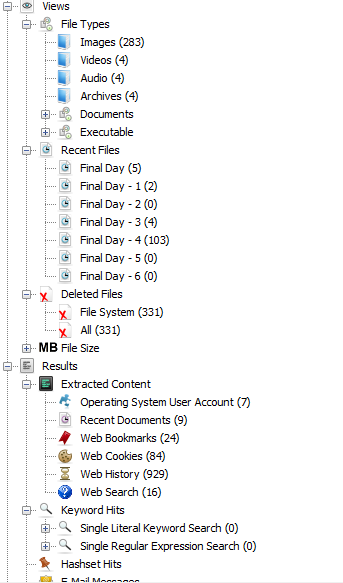 Views
File Types
Images (283)
Videos (4)
Audio (4)
Archives (4)
Documents
Executable
Recent Files
Final Day (5)
Final Day - 1 (2)
Final Day - 2 (0)
Final Day - 3 (4)
Final Day - 4 (103)
Final Day - 5 (0)
Final Day - 6 (0)
Deleted Files
File System (331)
All (331)
MB File Size
Results
Extracted Content
Operating System User Account (7)
Recent Documents (9)
Web Bookmarks (24)
Web Cookies (84)
Web History (929)
Web Search (16)
Keyword Hits
Single Literal Keyword Search (0)
Single Regular Expression Search (0)
Hashset Hits
E-Mail Messages